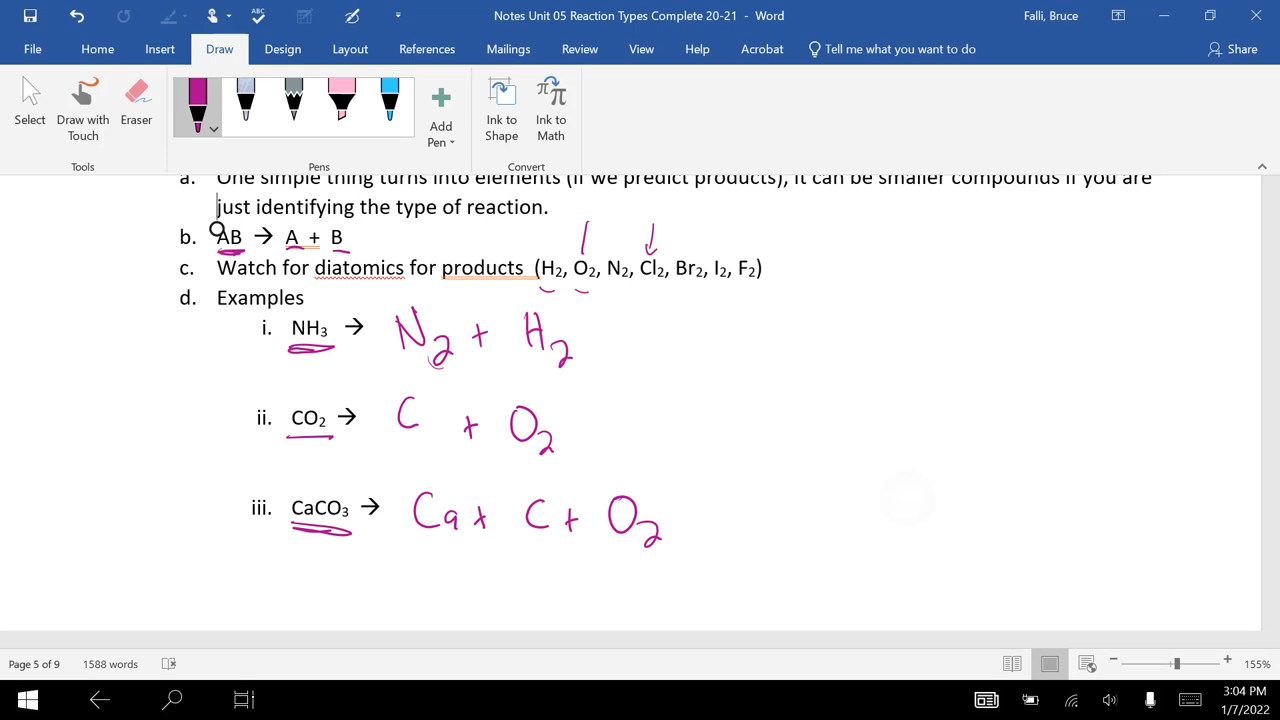 Notes Unit 05 Reaction Types Complete 20-21 - Word
Falli, Bruce
File Home Insert Draw Design Layout References Mailings Review View Help Acrobat Tell me what you want to do Share
Select
Draw with Touch
Eraser
Add Pen
Ink to Shape
Ink to Math
Tools Pens Convert
a. One simple thing turns into elements (if we predict products), it can be smaller compounds if you are
just identifying the type of reaction.
b. AB → A + B
c. Watch for diatomics for products (H₂, O₂, N₂, Cl₂, Br₂, I₂, F₂)
d. Examples
i. NH₃ → N₂ + H₂
ii. CO₂ → C + O₂
iii. CaCO₃ → Ca + C + O₂
Page 5 of 9 1588 words 155%
3:04 PM
1/7/2022